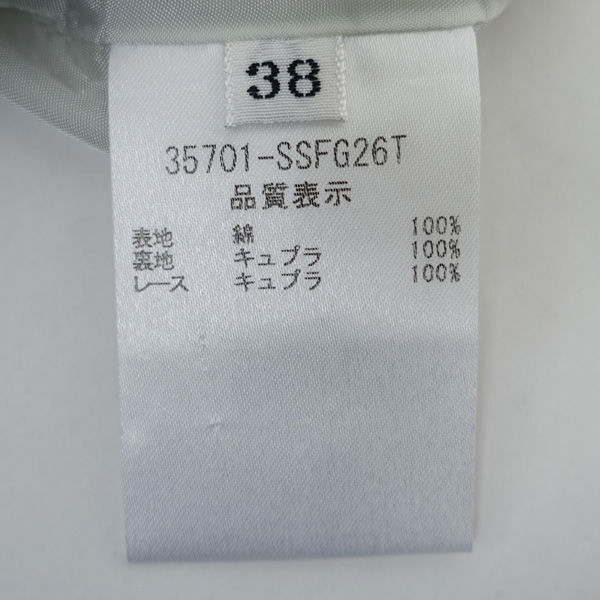 38
35701-SSFG26T
品質表示
表地 綿 100%
裏地 キュプラ 100%
レース キュプラ 100%